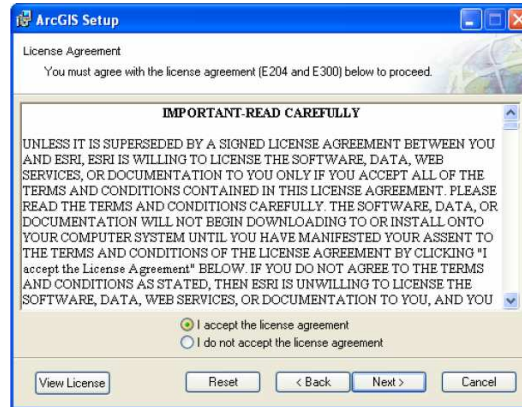 ArcGIS Setup
License Agreement
You must agree with the license agreement (E204 and E300) below to proceed.
IMPORTANT-READ CAREFULLY
UNLESS IT IS SUPERSEDED BY A SIGNED LICENSE AGREEMENT BETWEEN YOU
AND ESRI, ESRI IS WILLING TO LICENSE THE SOFTWARE, DATA, WEB
SERVICES, OR DOCUMENTATION TO YOU ONLY IF YOU ACCEPT ALL OF THE
TERMS AND CONDITIONS CONTAINED IN THIS LICENSE AGREEMENT. PLEASE
READ THE TERMS AND CONDITIONS CAREFULLY. THE SOFTWARE, DATA, OR
DOCUMENTATION WILL NOT BEGIN DOWNLOADING TO OR INSTALL ONTO
YOUR COMPUTER SYSTEM UNTIL YOU HAVE MANIFESTED YOUR ASSENT TO
THE TERMS AND CONDITIONS OF THE LICENSE AGREEMENT BY CLICKING "I
accept the License Agreement" BELOW. IF YOU DO NOT AGREE TO THE TERMS
AND CONDITIONS AS STATED, THEN ESRI IS UNWILLING TO LICENSE THE
SOFTWARE, DATA, WEB SERVICES, OR DOCUMENTATION TO YOU, AND YOU
I accept the license agreement
I do not accept the license agreement
View License
Reset
< Back
Next >
Cancel